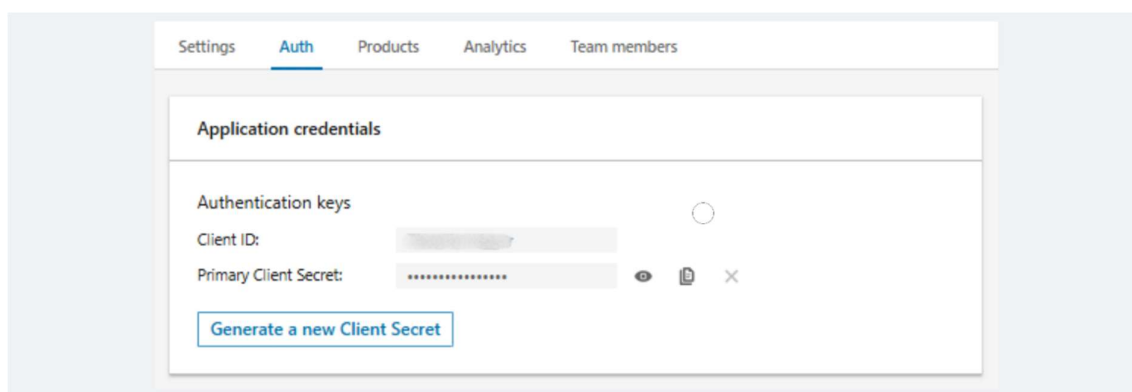 Settings Auth Products Analytics Team members
Application credentials
Authentication keys
Client ID:
Primary Client Secret: ••••••••••••••••
Generate a new Client Secret